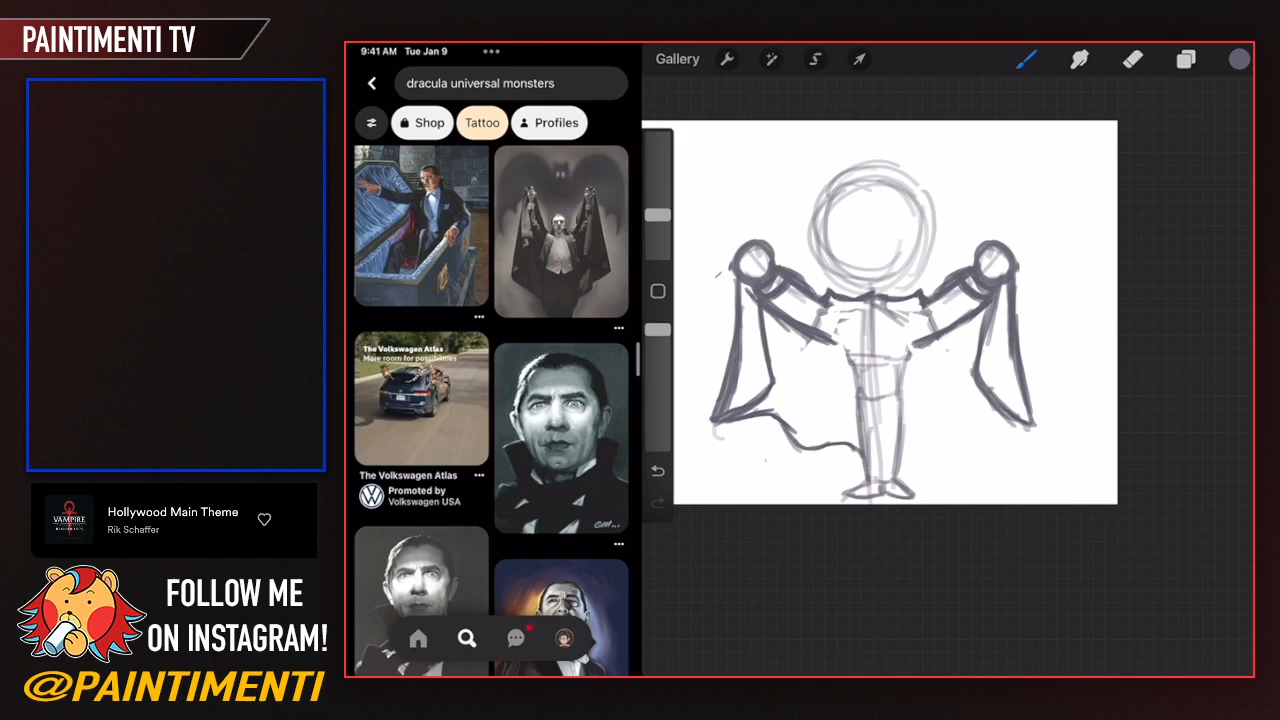 PAINTIMENTI TV
9:41 AM Tue Jan 9
dracula universal monsters
Shop
Tattoo
Profiles
The Volkswagen Atlas
More room for possibilities
The Volkswagen Atlas
Promoted by
Volkswagen USA
Gallery
VAMPIRE
Hollywood Main Theme
Rik Schaffer
FOLLOW ME
ON INSTAGRAM!
@PAINTIMENTI